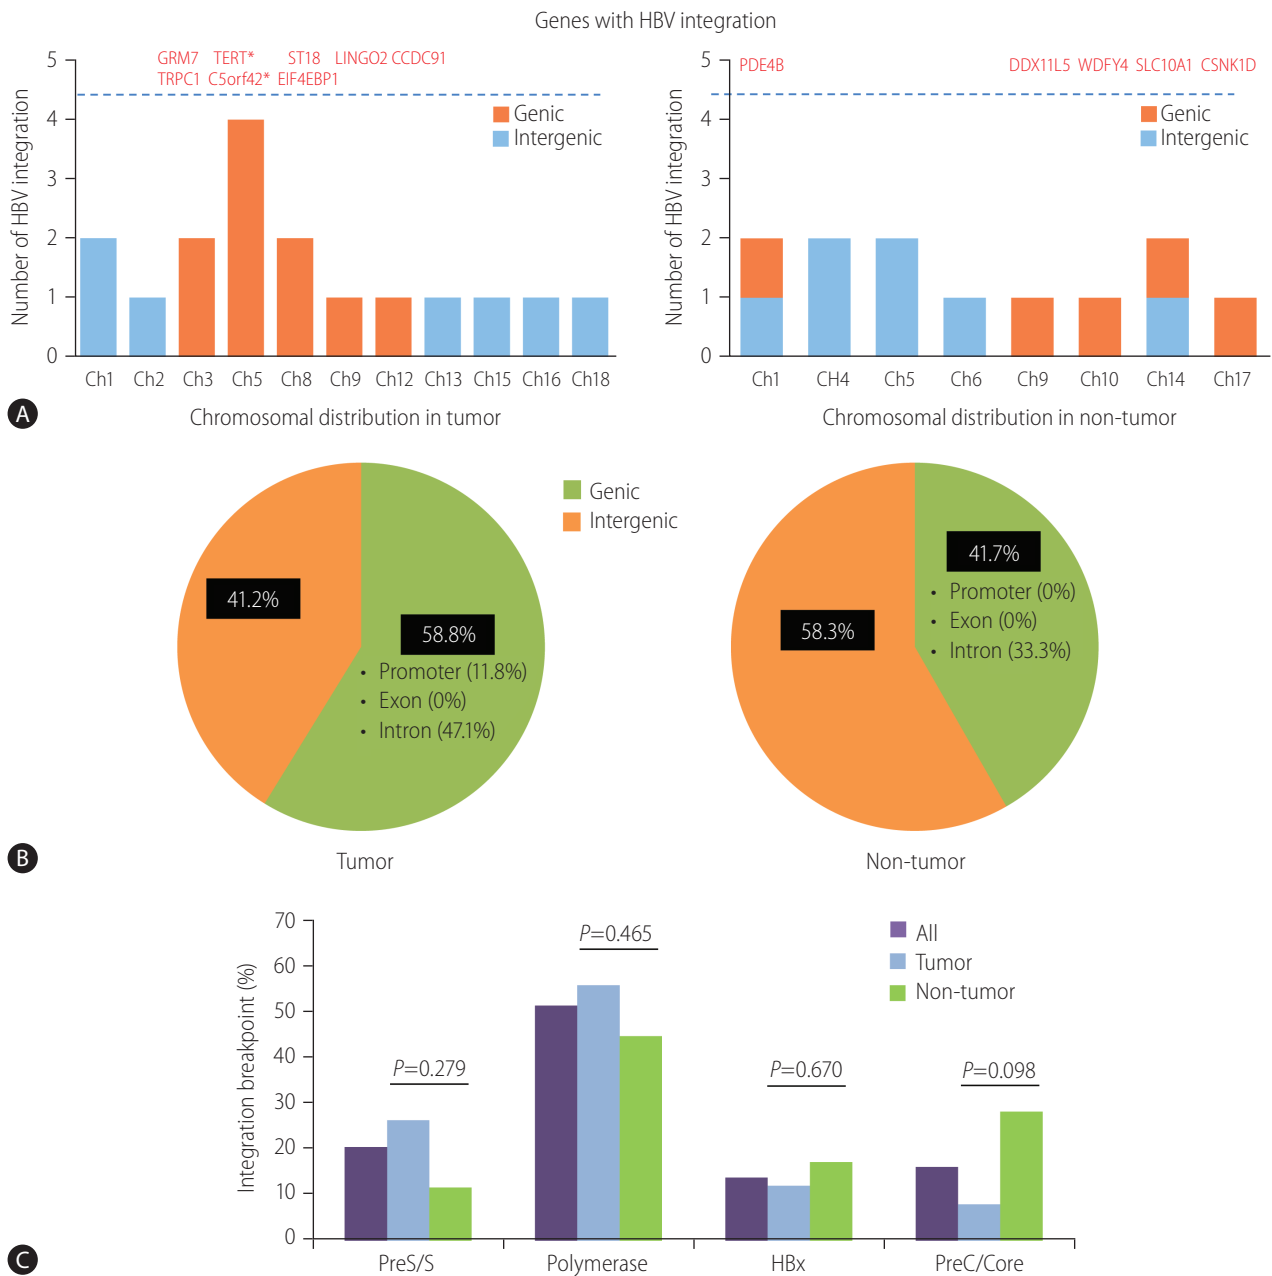 Genes with HBV integration
GRM7 TERT* ST18 LINGO2 CCDC91
TRPC1 C5orf42* EIF4EBP1
Number of HBV integration
5
4
3
2
1
0
Genic
Intergenic
Ch1 Ch2 Ch3 Ch5 Ch8 Ch9 Ch12 Ch13 Ch15 Ch16 Ch18
Chromosomal distribution in tumor
PDE4B DDX11L5 WDFY4 SLC10A1 CSNK1D
Number of HBV integration
5
4
3
2
1
0
Genic
Intergenic
Ch1 CH4 Ch5 Ch6 Ch9 Ch10 Ch14 Ch17
Chromosomal distribution in non-tumor
A
Genic
Intergenic
41.2%
58.8%
• Promoter (11.8%)
• Exon (0%)
• Intron (47.1%)
Tumor
58.3%
41.7%
• Promoter (0%)
• Exon (0%)
• Intron (33.3%)
Non-tumor
B
Integration breakpoint (%)
70
60
50
40
30
20
10
0
P=0.279
P=0.465
P=0.670
P=0.098
All
Tumor
Non-tumor
PreS/S Polymerase HBx PreC/Core
C